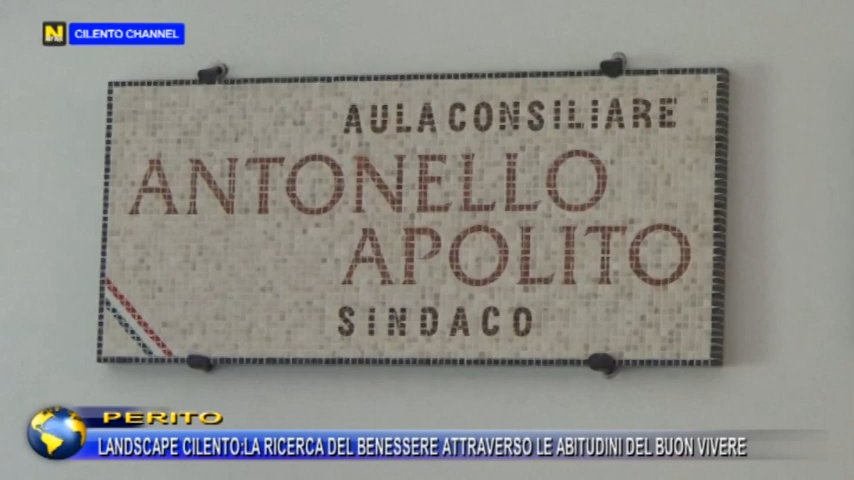 N
CILENTO CHANNEL
AULA CONSILIARE
ANTONELLO
APOLITO
SINDACO
PERITO
LANDSCAPE CILENTO:LA RICERCA DEL BENESSERE ATTRAVERSO LE ABITUDINI DEL BUON VIVERE